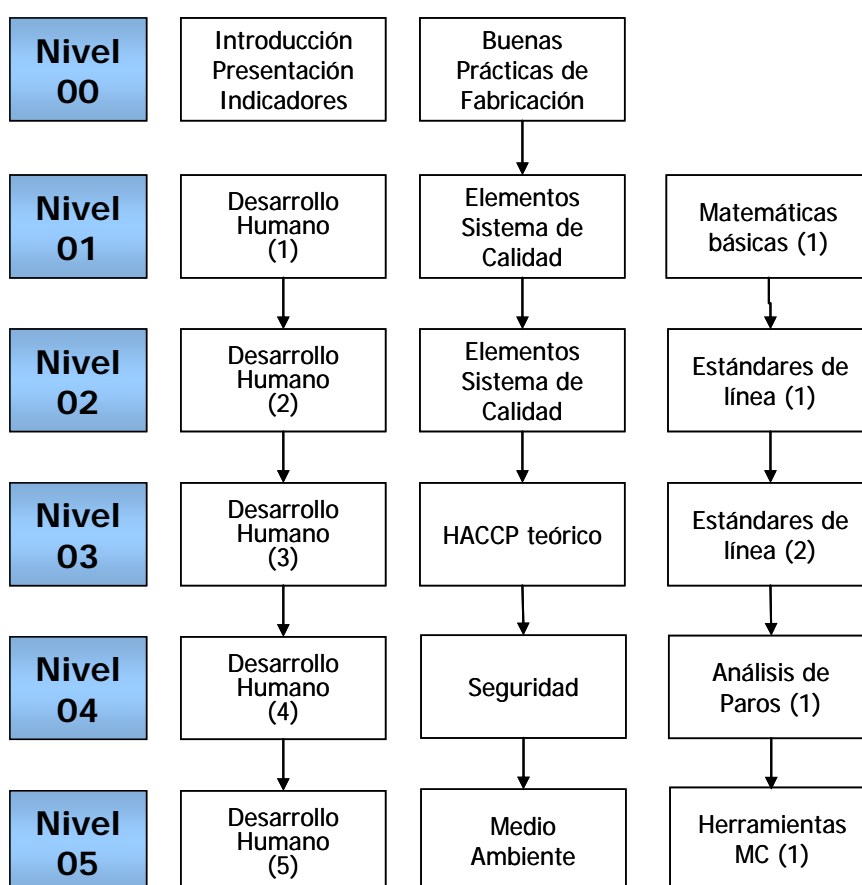 Nivel
00
Introducción
Presentación
Indicadores
Buenas
Prácticas de
Fabricación
Nivel
01
Desarrollo
Humano
(1)
Elementos
Sistema de
Calidad
Matemáticas
básicas (1)
Nivel
02
Desarrollo
Humano
(2)
Elementos
Sistema de
Calidad
Estándares de
línea (1)
Nivel
03
Desarrollo
Humano
(3)
HACCP teórico
Estándares de
línea (2)
Nivel
04
Desarrollo
Humano
(4)
Seguridad
Análisis de
Paros (1)
Nivel
05
Desarrollo
Humano
(5)
Medio
Ambiente
Herramientas
MC (1)